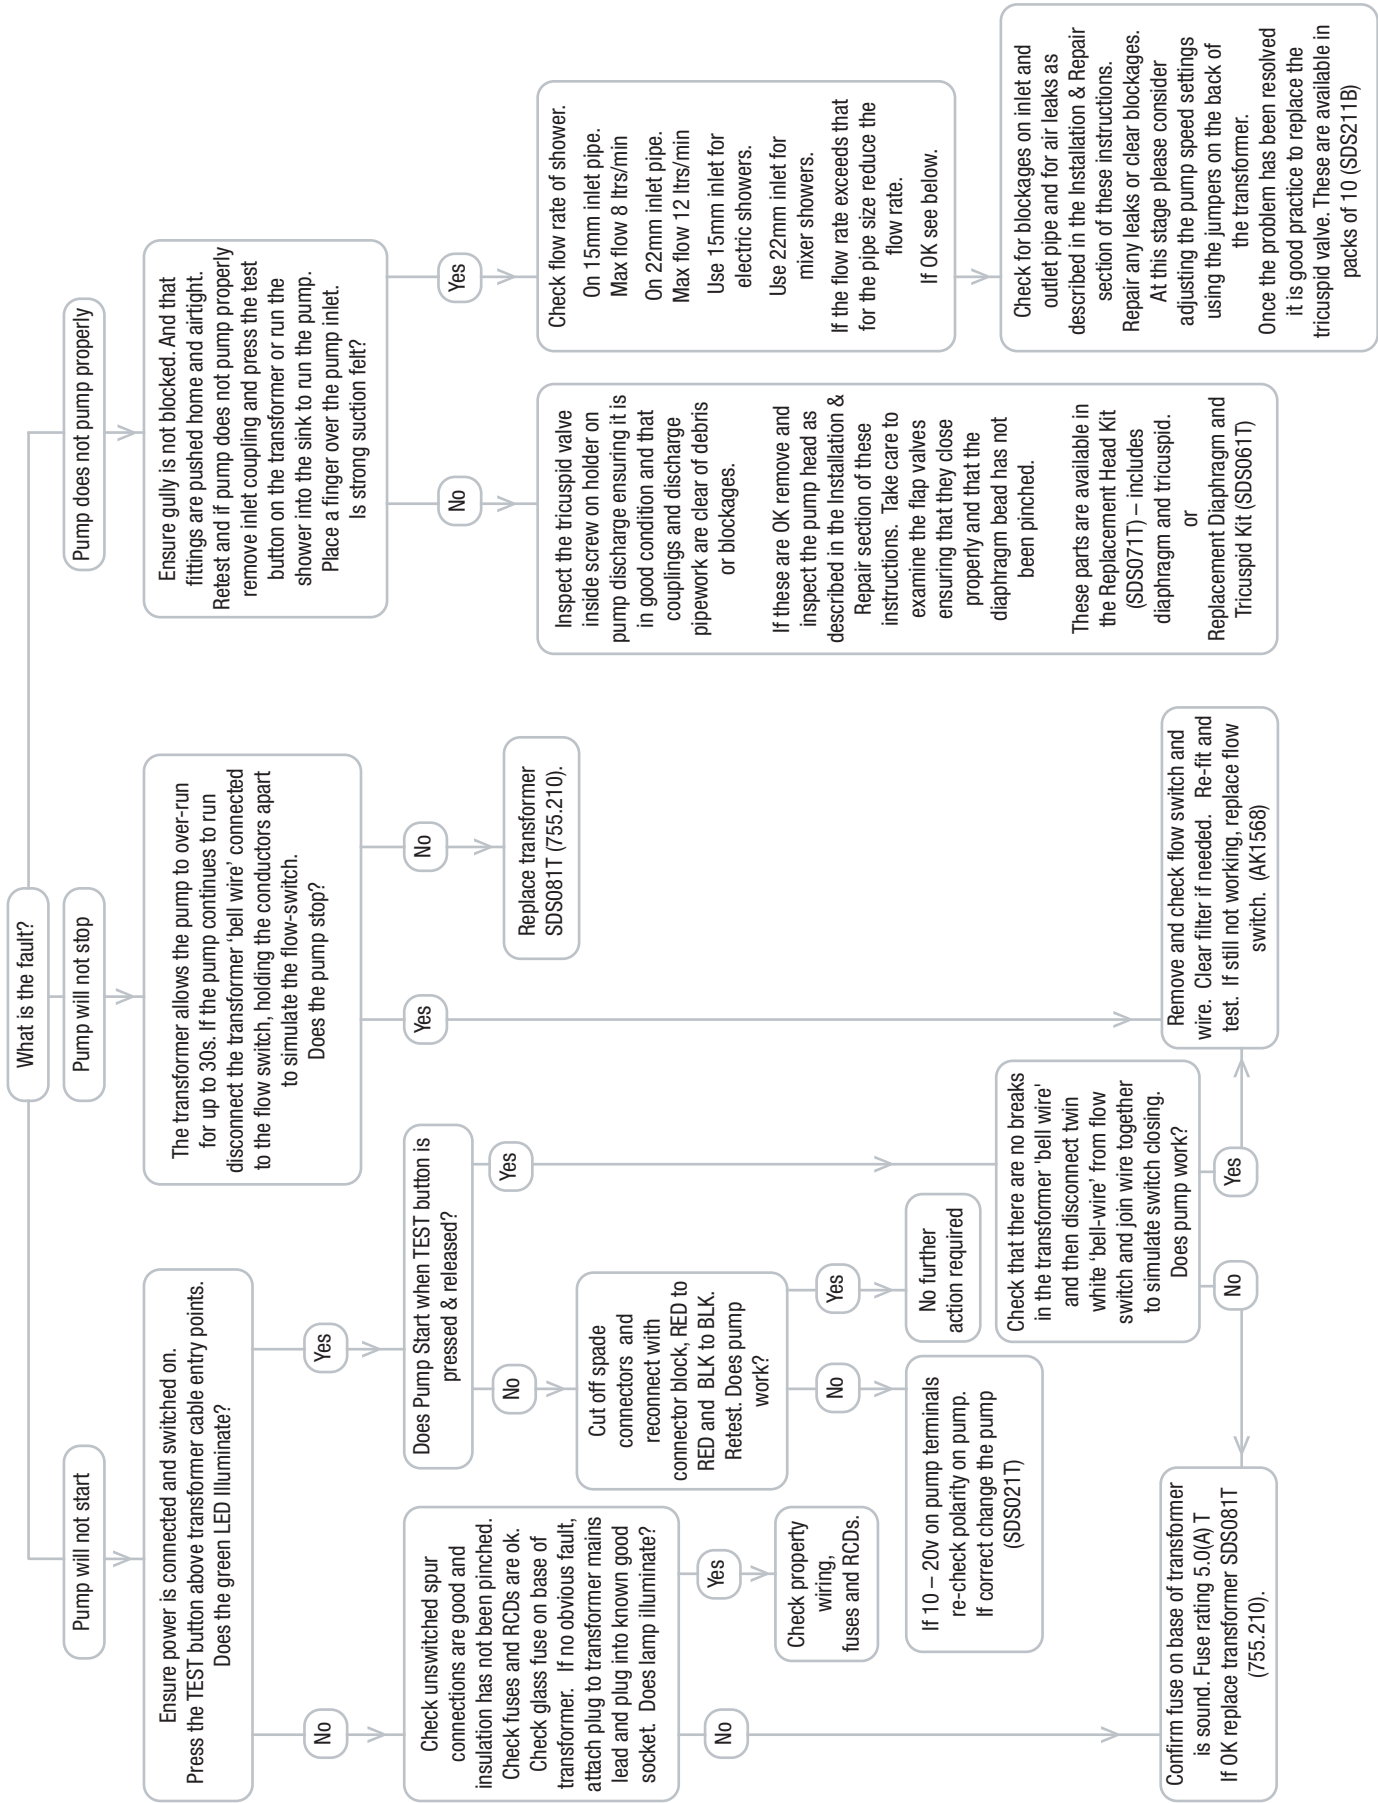 What is the fault?
Pump will not start
Ensure power is connected and switched on.
Press the TEST button above transformer cable entry points.
Does the green LED Illuminate?
No
Check unswitched spur
connections are good and
insulation has not been pinched.
Check fuses and RCDs are ok.
Check glass fuse on base of
transformer. If no obvious fault,
attach plug to transformer mains
lead and plug into known good
socket. Does lamp illuminate?
Yes
Check property
wiring,
fuses and RCDs.
No
Confirm fuse on base of transformer
is sound. Fuse rating 5.0(A) T
If OK replace transformer SDS081T
(755.210).
Yes
Does Pump Start when TEST button is
pressed & released?
No
Cut off spade
connectors and
reconnect with
connector block, RED to
RED and BLK to BLK.
Retest. Does pump
work?
No
If 10 – 20v on pump terminals
re-check polarity on pump.
If correct change the pump
(SDS021T)
Yes
No further
action required
Yes
Check that there are no breaks
in the transformer 'bell wire'
and then disconnect twin
white ‘bell-wire’ from flow
switch and join wire together
to simulate switch closing.
Does pump work?
No
Yes
Pump will not stop
The transformer allows the pump to over-run
for up to 30s. If the pump continues to run
disconnect the transformer ‘bell wire’ connected
to the flow switch, holding the conductors apart
to simulate the flow-switch.
Does the pump stop?
Yes
Remove and check flow switch and
wire. Clear filter if needed. Re-fit and
test. If still not working, replace flow
switch. (AK1568)
No
Replace transformer
SDS081T (755.210).
Pump does not pump properly
Ensure gully is not blocked. And that
fittings are pushed home and airtight.
Retest and if pump does not pump properly
remove inlet coupling and press the test
button on the transformer or run the
shower into the sink to run the pump.
Place a finger over the pump inlet.
Is strong suction felt?
No
Inspect the tricuspid valve
inside screw on holder on
pump discharge ensuring it is
in good condition and that
couplings and discharge
pipework are clear of debris
or blockages.
If these are OK remove and
inspect the pump head as
described in the Installation &
Repair section of these
instructions. Take care to
examine the flap valves
ensuring that they close
properly and that the
diaphragm bead has not
been pinched.
These parts are available in
the Replacement Head Kit
(SDS071T) – includes
diaphragm and tricuspid.
or
Replacement Diaphragm and
Tricuspid Kit (SDS061T)
Yes
Check flow rate of shower.
On 15mm inlet pipe.
Max flow 8 ltrs/min
On 22mm inlet pipe.
Max flow 12 ltrs/min
Use 15mm inlet for
electric showers.
Use 22mm inlet for
mixer showers.
If the flow rate exceeds that
for the pipe size reduce the
flow rate.
If OK see below.
Check for blockages on inlet and
outlet pipe and for air leaks as
described in the Installation & Repair
section of these instructions.
Repair any leaks or clear blockages.
At this stage please consider
adjusting the pump speed settings
using the jumpers on the back of
the transformer.
Once the problem has been resolved
it is good practice to replace the
tricuspid valve. These are available in
packs of 10 (SDS211B)